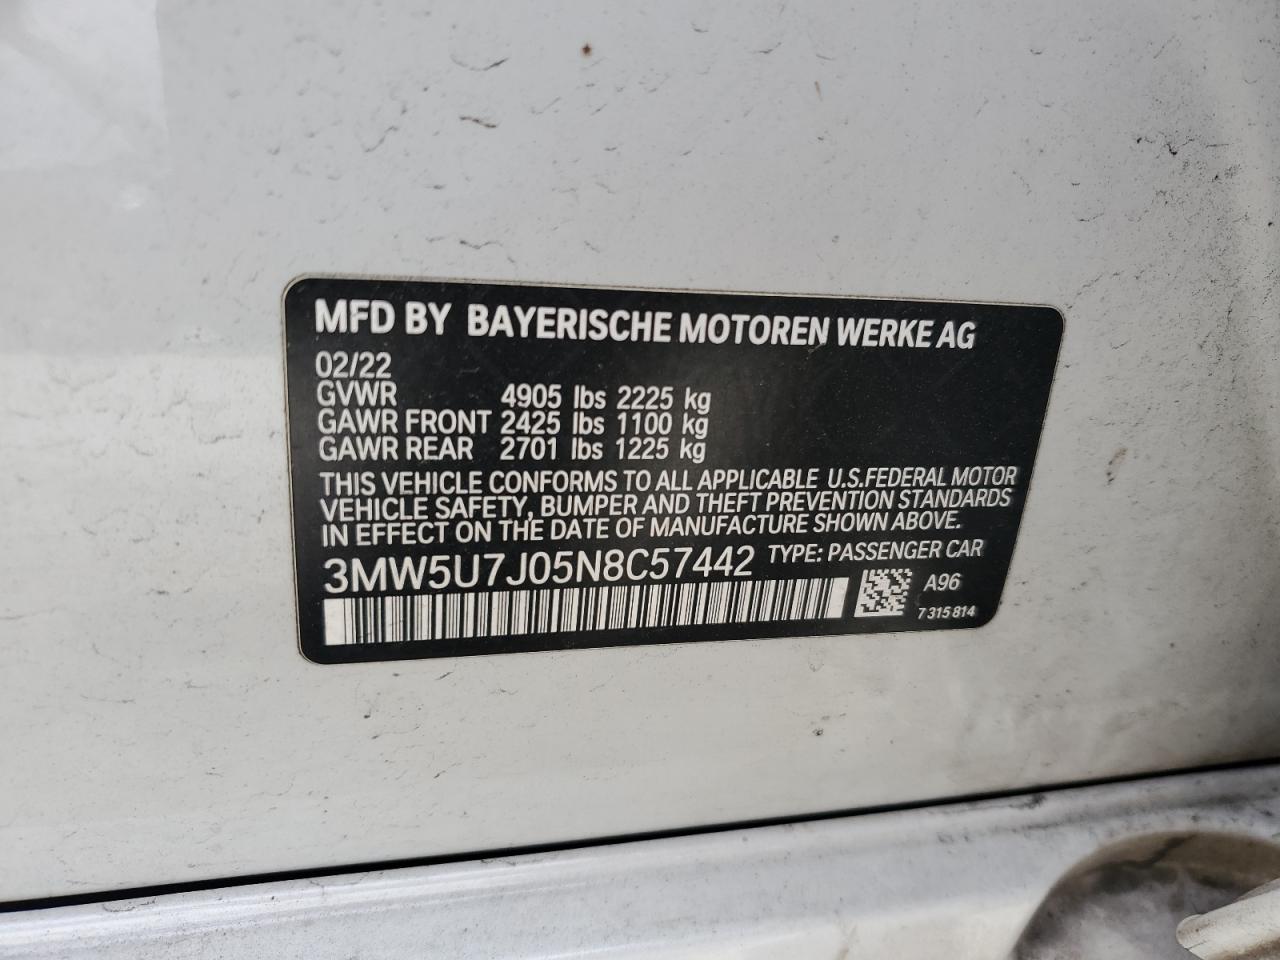 MFD BY BAYERISCHE MOTOREN WERKE AG
02/22
GVWR 4905 lbs 2225 kg
GAWR FRONT 2425 lbs 1100 kg
GAWR REAR 2701 lbs 1225 kg
THIS VEHICLE CONFORMS TO ALL APPLICABLE U.S.FEDERAL MOTOR
VEHICLE SAFETY, BUMPER AND THEFT PREVENTION STANDARDS
IN EFFECT ON THE DATE OF MANUFACTURE SHOWN ABOVE.
3MW5U7J05N8C57442 TYPE: PASSENGER CAR
A96
7 315 814